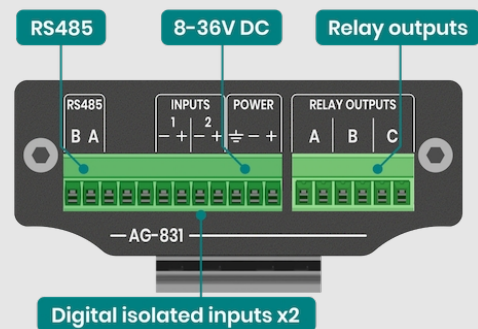 RS485
8-36V DC
Relay outputs
RS485
INPUTS
POWER
RELAY OUTPUTS
1 2
B A
- + - + ⏚ - +
A B C
AG-831
Digital isolated inputs x2